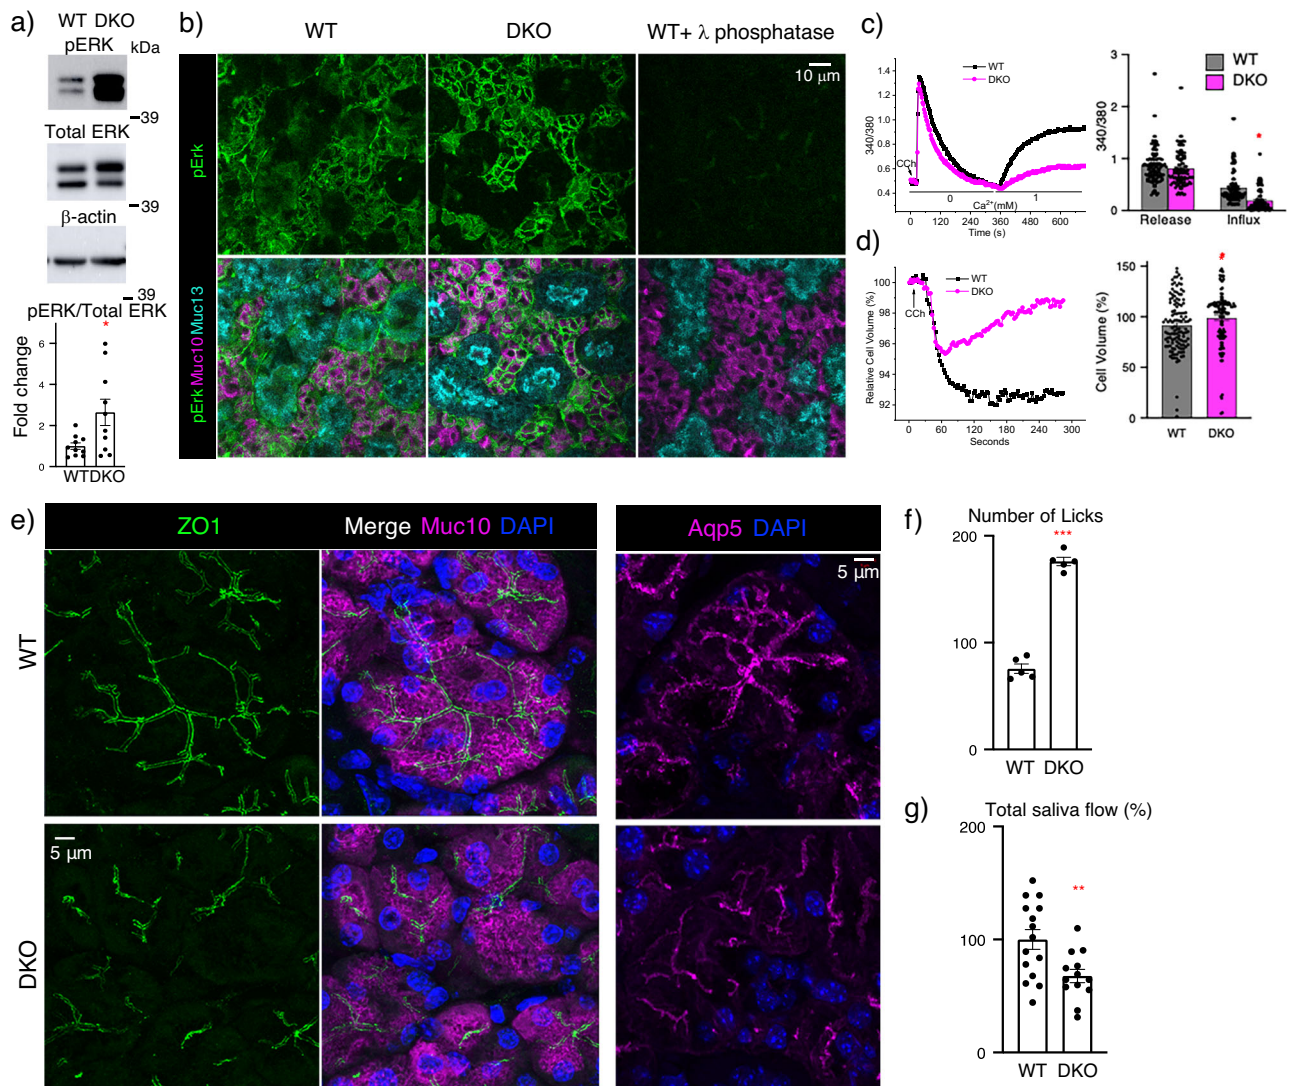 a)
WT DKO
pERK
kDa
39
Total ERK
39
β-actin
39
pERK/Total ERK
*
Fold change
6
4
2
0
WT DKO
b)
WT
DKO
WT+ λ phosphatase
10 μm
pErk
pErk Muc10 Muc13
c)
340/380
1.4
1.2
1.0
0.8
0.6
0.4
WT
DKO
CCh
0
1
Ca2+(mM)
0 120 240 360 480 600
Time (s)
340/380
3
2
1
0
WT
DKO
*
Release
Influx
d)
Relative Cell Volume (%)
100
98
96
94
92
WT
DKO
CCh
0 60 120 180 240 300
Seconds
Cell Volume (%)
150
100
50
0
WT
DKO
e)
ZO1
Merge Muc10 DAPI
Aqp5 DAPI
WT
5 μm
DKO
5 μm
f)
Number of Licks
***
200
100
0
WT
DKO
g)
Total saliva flow (%)
**
200
100
0
WT
DKO